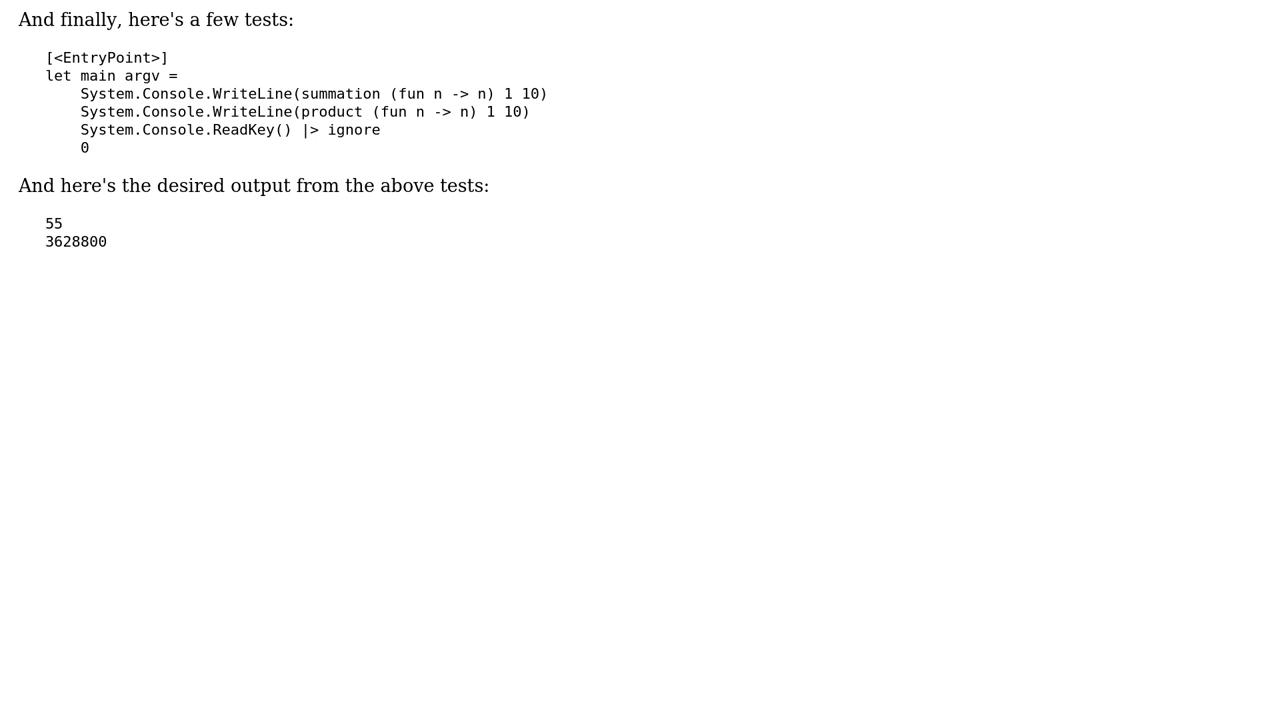 And finally, here's a few tests:
[<EntryPoint>]
let main argv =
    System.Console.WriteLine(summation (fun n -> n) 1 10)
    System.Console.WriteLine(product (fun n -> n) 1 10)
    System.Console.ReadKey() |> ignore
    0
And here's the desired output from the above tests:
55
3628800